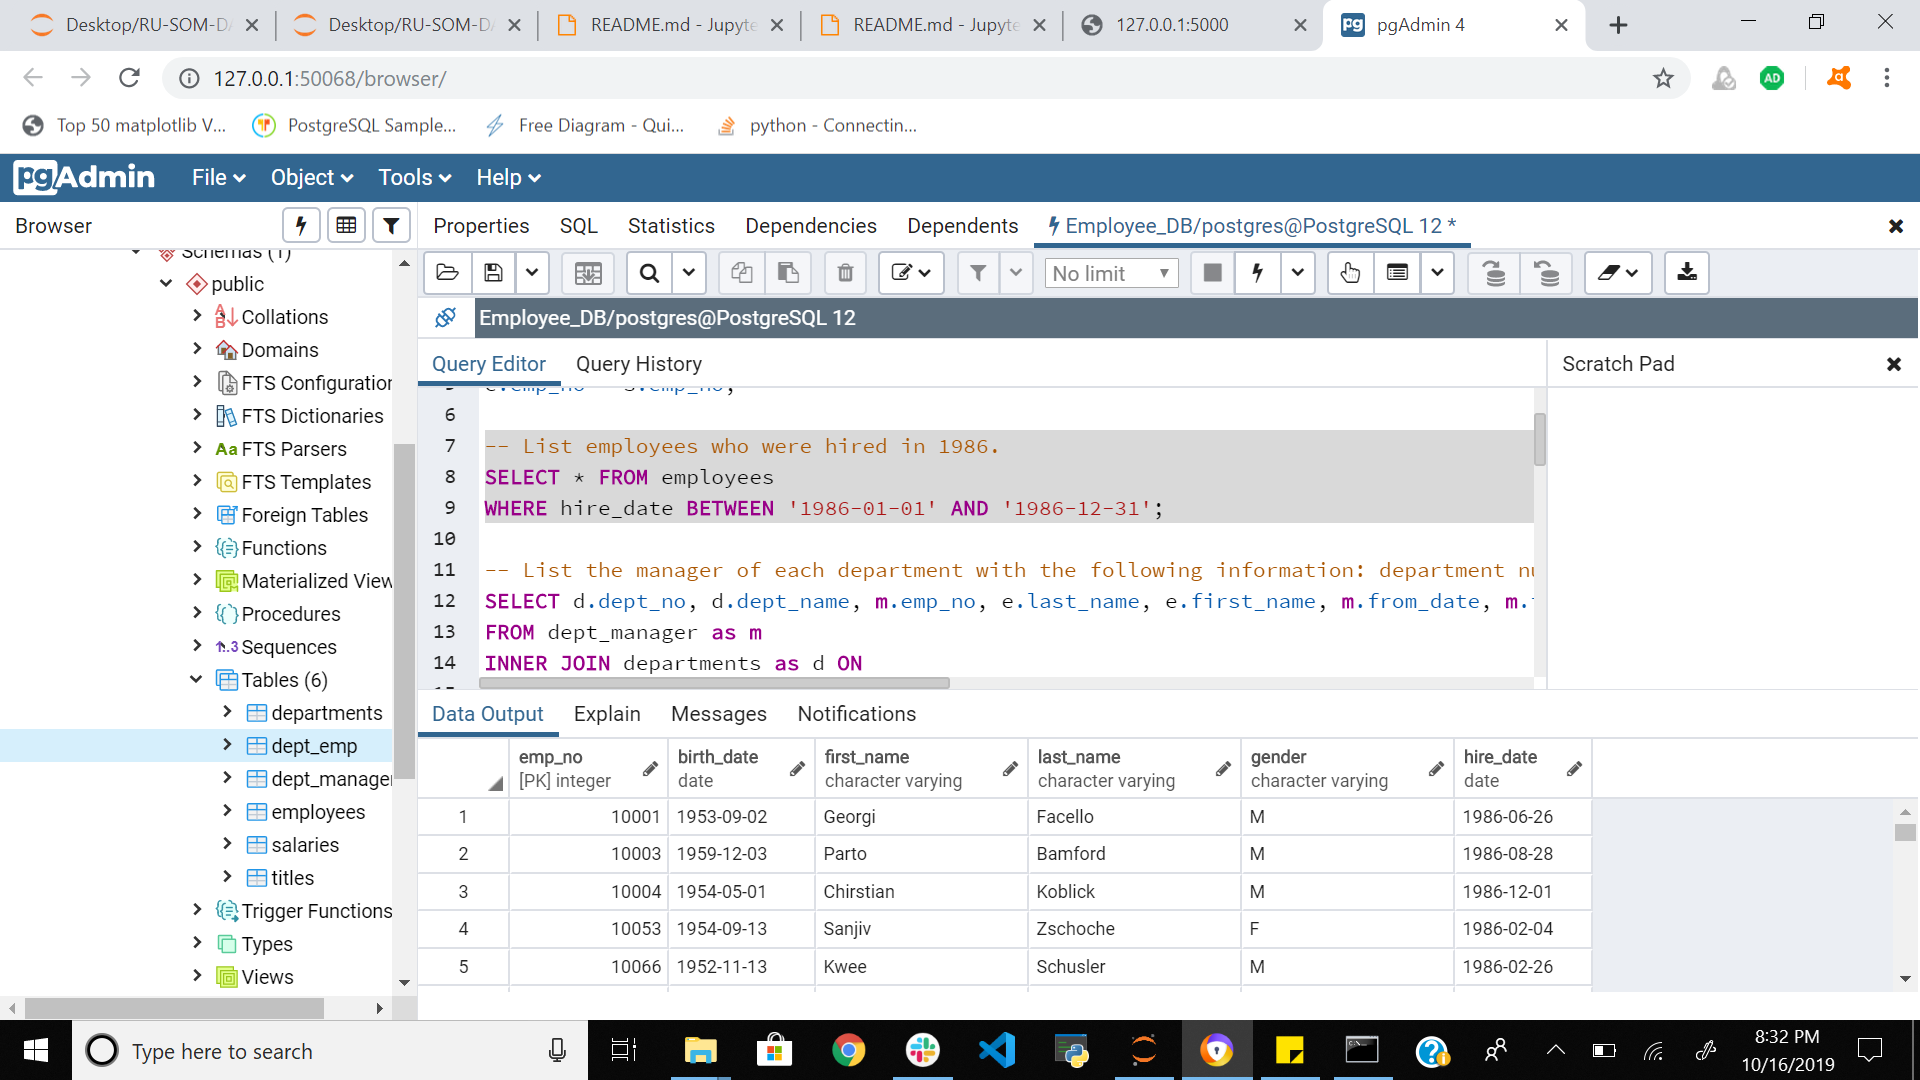 Desktop/RU-SOM-DA
Desktop/RU-SOM-DA
README.md - Jupyte
README.md - Jupyte
127.0.0.1:5000
pgAdmin 4
127.0.0.1:50068/browser/
AD
Top 50 matplotlib V...
PostgreSQL Sample...
Free Diagram - Qui...
python - Connectin...
pgAdmin
File
Object
Tools
Help
Browser
Properties
SQL
Statistics
Dependencies
Dependents
Employee_DB/postgres@PostgreSQL 12 *
No limit
Employee_DB/postgres@PostgreSQL 12
Schemas (1)
public
Collations
Domains
FTS Configuration
FTS Dictionaries
FTS Parsers
FTS Templates
Foreign Tables
Functions
Materialized View
Procedures
Sequences
Tables (6)
departments
dept_emp
dept_manager
employees
salaries
titles
Trigger Functions
Types
Views
Query Editor
Query History
Scratch Pad
6
7 -- List employees who were hired in 1986.
8 SELECT * FROM employees
9 WHERE hire_date BETWEEN '1986-01-01' AND '1986-12-31';
10
11 -- List the manager of each department with the following information: department nu
12 SELECT d.dept_no, d.dept_name, m.emp_no, e.last_name, e.first_name, m.from_date, m.
13 FROM dept_manager as m
14 INNER JOIN departments as d ON
Data Output
Explain
Messages
Notifications
emp_no [PK] integer
birth_date date
first_name character varying
last_name character varying
gender character varying
hire_date date
1 10001 1953-09-02 Georgi Facello M 1986-06-26
2 10003 1959-12-03 Parto Bamford M 1986-08-28
3 10004 1954-05-01 Chirstian Koblick M 1986-12-01
4 10053 1954-09-13 Sanjiv Zschoche F 1986-02-04
5 10066 1952-11-13 Kwee Schusler M 1986-02-26
Type here to search
8:32 PM
10/16/2019